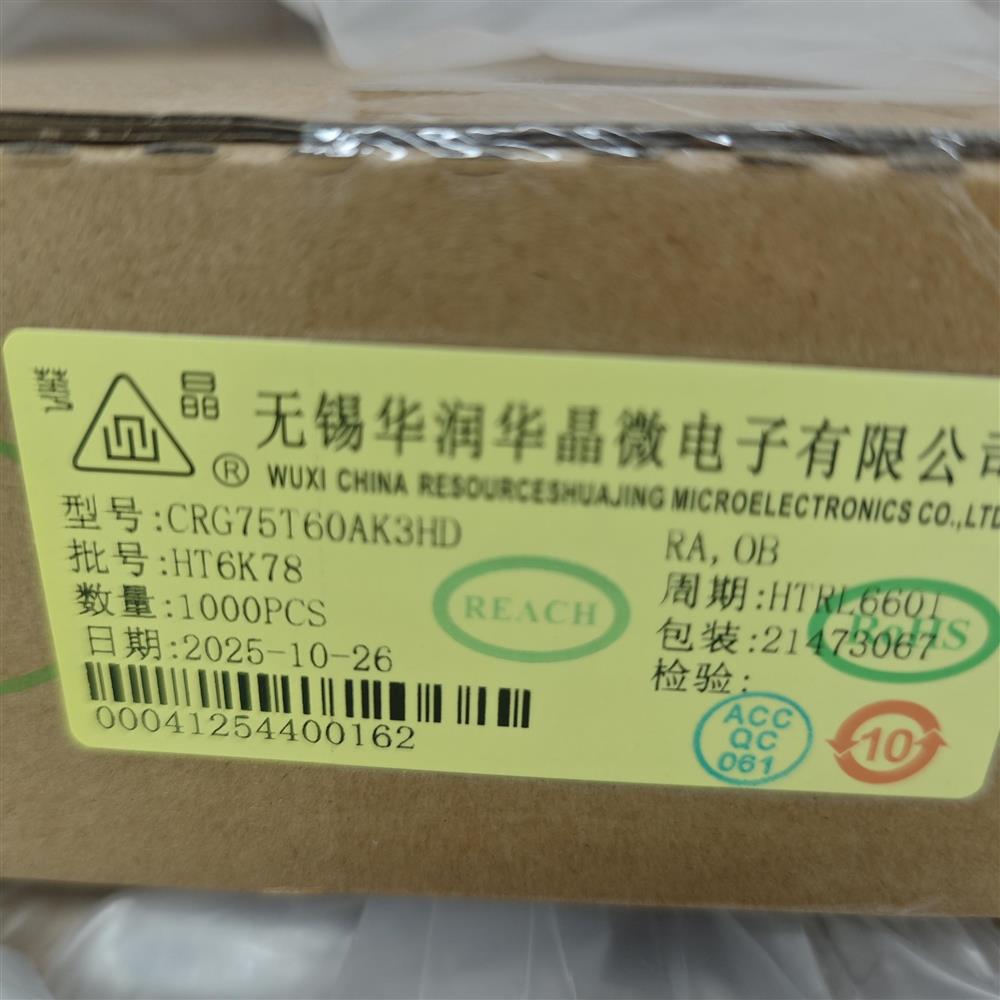 華 晶
®
无锡华润华晶微电子有限公司
WUXI CHINA RESOURCESHUAJING MICROELECTRONICS CO.,LTD
型号:CRG75T60AK3HD
RA,OB
批号:HT6K78
周期:HTRL6601
数量:1000PCS
包装:21473067
日期:2025-10-26
检验:
REACH
RoHS
00041254400162
ACC
QC
061
10